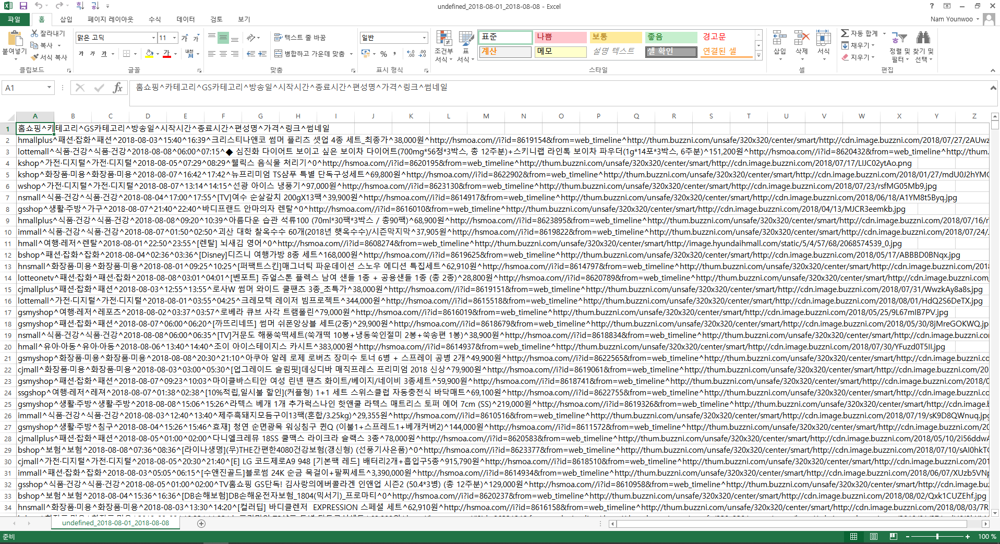 undefined_2018-08-01_2018-08-08 - Excel
파일 홈 삽입 페이지 레이아웃 수식 데이터 검토 보기 Nam Younwoo
붙여넣기 잘라내기 복사 서식 복사 클립보드
맑은 고딕 11 가 가 가 가 가 내천 가 글꼴
텍스트 줄 바꿈 병합하고 가운데 맞춤 맞춤
일반 % 표시 형식
조건부 서식 표 서식 표준 나쁨 보통 좋음 경고문
계산 메모 설명 텍스트 셀 확인 연결된 셀 스타일
삽입 삭제 서식 셀
자동 합계 채우기 지우기 정렬 및 필터 찾기 및 선택 편집
A1 fx 홈쇼핑^카테고리^GS카테고리^방송일^시작시간^종료시간^편성명^가격^링크^썸네일
A B C D E F G H I J K L M N O P Q R S T U V W X Y Z
1 홈쇼핑^카테고리^GS카테고리^방송일^시작시간^종료시간^편성명^가격^링크^썸네일
2 hmallplus^패션·잡화^패션^2018-08-03^15:40^16:39^크리스티나앤코 썸머 플리츠 셋업 4종 세트_최종가^38,000원^http://hsmoa.com//i?id=8619154&from=web_timeline^http://thum.buzzni.com/unsafe/320x320/center/smart/http://cdn.image.buzzni.com/2018/07/27/2AUwz
3 lottemall^식품·건강^식품·건강^2018-08-08^06:00^07:15^◆ 심진화 다이어트 보이고 싶은 보이차 다이어트(700mg*56정*3박스, 총 12주분)+스키니랩 라인톡 보이차 파우더(1g*14포*3박스, 6주분)^151,200원^http://hsmoa.com//i?id=8620432&from=web_timeline^http://thum.
4 kshop^가전·디지털^가전·디지털^2018-08-05^07:29^08:29^웰릭스 음식물 처리기^0^http://hsmoa.com//i?id=8620195&from=web_timeline^http://thum.buzzni.com/unsafe/320x320/center/smart/http://cdn.image.buzzni.com/2018/07/17/LIJC02ytAo.png
5 kshop^화장품·미용^화장품·미용^2018-08-07^16:42^17:42^뉴프리미엄 TS샴푸 특별 단독구성세트^69,800원^http://hsmoa.com//i?id=8622902&from=web_timeline^http://thum.buzzni.com/unsafe/320x320/center/smart/http://cdn.image.buzzni.com/2018/01/27/mdU0J2hYMC
6 wshop^가전·디지털^가전·디지털^2018-08-07^13:14^14:15^선광 아이스 냉풍기^97,000원^http://hsmoa.com//i?id=8623130&from=web_timeline^http://thum.buzzni.com/unsafe/320x320/center/smart/http://cdn.image.buzzni.com/2018/07/23/rsfMG05Mb9.jpg
7 nsmall^식품·건강^식품·건강^2018-08-04^17:00^17:55^[TV]여수 순살갈치 200gX13팩^39,900원^http://hsmoa.com//i?id=8614917&from=web_timeline^http://thum.buzzni.com/unsafe/320x320/center/smart/http://cdn.image.buzzni.com/2018/06/18/A1YM8t5Byq.jpg
8 gsshop^생활·주방^가구^2018-08-07^21:40^22:40^바디프랜드 안마의자 렌탈^0^http://hsmoa.com//i?id=8616010&from=web_timeline^http://thum.buzzni.com/unsafe/320x320/center/smart/http://cdn.image.buzzni.com/2018/04/13/MJCR3eemkb.jpg
9 hmallplus^식품·건강^식품·건강^2018-08-08^09:20^10:39^아름다운 습관 석류100 (70ml*30팩*3박스 / 총90팩)^68,900원^http://hsmoa.com//i?id=8623895&from=web_timeline^http://thum.buzzni.com/unsafe/320x320/center/smart/http://cdn.image.buzzni.com/2018/07/16/r
10 immall^식품·건강^식품·건강^2018-08-07^01:50^02:50^괴산 대학 찰옥수수 60개(2018년 햇옥수수)/시즌막지막^37,905원^http://hsmoa.com//i?id=8619822&from=web_timeline^http://thum.buzzni.com/unsafe/320x320/center/smart/http://cdn.image.buzzni.com/2018/07/24/
11 hmall^여행·레저^렌탈^2018-08-01^22:50^23:55^[렌탈] 뇌새김 영어^0^http://hsmoa.com//i?id=8608274&from=web_timeline^http://thum.buzzni.com/unsafe/320x320/center/smart/http://image.hyundaihmall.com/static/5/4/57/68/2068574539_0.jpg
12 bshop^패션·잡화^잡화^2018-08-04^02:36^03:36^[Disney]디즈니 여행가방 8종 세트^168,000원^http://hsmoa.com//i?id=8619625&from=web_timeline^http://thum.buzzni.com/unsafe/320x320/center/smart/http://cdn.image.buzzni.com/2018/05/17/ABBBD0BNqx.jpg
13 hnsmall^화장품·미용^화장품·미용^2018-08-01^09:25^10:25^[퍼팩트스킨]매그너틱 파운데이션 스노우 에디션 특집세트^62,910원^http://hsmoa.com//i?id=8614797&from=web_timeline^http://thum.buzzni.com/unsafe/320x320/center/smart/http://cdn.image.buzzni.com/2018
14 lotteonetv^패션·잡화^패션·잡화^2018-08-08^03:01^04:01^[벤포트] 쥬얼스톤 플렉스 남여 샌들 1종 + 공용샌들 1종 (총 2종)^28,800원^http://hsmoa.com//i?id=8620789&from=web_timeline^http://thum.buzzni.com/unsafe/320x320/center/smart/http://cdn.image.buzzni.com/
15 cjmallplus^패션·잡화^패션^2018-08-03^12:55^13:55^로사W 썸머 와이드 쿨팬츠 3종_초특가^38,000원^http://hsmoa.com//i?id=8619151&from=web_timeline^http://thum.buzzni.com/unsafe/320x320/center/smart/http://cdn.image.buzzni.com/2018/07/31/WwzkAy8a8s.jpg
16 lottemall^가전·디지털^가전·디지털^2018-08-01^03:55^04:25^크레모텍 레이저 빔프로젝트^344,000원^http://hsmoa.com//i?id=8615518&from=web_timeline^http://thum.buzzni.com/unsafe/320x320/center/smart/http://cdn.image.buzzni.com/2018/08/01/HdQ2S6DeTX.jpg
17 gsmyshop^여행·레저^레포츠^2018-08-02^03:37^03:57^로베라 큐브 사각 트램폴린^79,000원^http://hsmoa.com//i?id=8616019&from=web_timeline^http://thum.buzzni.com/unsafe/320x320/center/smart/http://cdn.image.buzzni.com/2018/05/25/9L67mIB7PV.jpg
18 gsmyshop^패션·잡화^패션^2018-08-07^06:00^06:20^[까뜨리네뜨] 썸머 쉬폰앙상블 세트(2종)^29,900원^http://hsmoa.com//i?id=8618679&from=web_timeline^http://thum.buzzni.com/unsafe/320x320/center/smart/http://cdn.image.buzzni.com/2018/05/30/8jMreGOKWQ.jp
19 nsmall^식품·건강^식품·건강^2018-08-08^06:00^06:35^[TV]거문도 해풍쑥떡세트(쑥개떡 10봉+냉동쑥인절미 2봉+쑥송편 1봉)^38,900원^http://hsmoa.com//i?id=8618834&from=web_timeline^http://thum.buzzni.com/unsafe/320x320/center/smart/http://cdn.image.buzzni.com
20 hmall^유아·아동^유아·아동^2018-08-06^13:40^14:40^조이 아이스테이지스 카시트^383,000원^http://hsmoa.com//i?id=8614937&from=web_timeline^http://thum.buzzni.com/unsafe/320x320/center/smart/http://cdn.image.buzzni.com/2018/07/30/YFuzd0T5II.jpg
21 gsmyshop^화장품·미용^화장품·미용^2018-08-08^20:30^21:10^아쿠아 알레 로제 로버츠 장미수 토너 6병 + 스프레이 공병 2개^49,900원^http://hsmoa.com//i?id=8622565&from=web_timeline^http://thum.buzzni.com/unsafe/320x320/center/smart/http://cdn.image.buzzni.co
22 cjmall^화장품·미용^화장품·미용^2018-08-03^03:00^05:30^[업그레이드 슬림핏]데싱디바 매직프레스 프리미엄 2018 신상^79,900원^http://hsmoa.com//i?id=8619061&from=web_timeline^http://thum.buzzni.com/unsafe/320x320/center/smart/http://cdn.image.buzzni.com/20
23 gsmyshop^패션·잡화^패션^2018-08-07^09:23^10:03^마이클바스티안 여성 린넨 팬츠 화이트/베이지/네이비 3종세트^59,900원^http://hsmoa.com//i?id=8618741&from=web_timeline^http://thum.buzzni.com/unsafe/320x320/center/smart/http://cdn.image.buzzni.com/2018/0
24 ssgshop^여행·레저^레져^2018-08-07^01:38^02:38^[10%적립,일시불 할인](커플형) 1+1 세트 스위스클럽 자동충전식 바닥매트^69,100원^http://hsmoa.com//i?id=8622755&from=web_timeline^http://thum.buzzni.com/unsafe/320x320/center/smart/http://cdn.image.buzzni.com
25 gsmyshop^생활·주방^생활·주방^2018-08-08^15:06^15:26^라텍스 베개 1개 추가럭스나인 핫앤쿨 라텍스 매트리스 토퍼 에어 7cm (SS)^219,000원^http://hsmoa.com//i?id=8619326&from=web_timeline^http://thum.buzzni.com/unsafe/320x320/center/smart/http://cdn.image.b
26 immall^식품·건강^식품·건강^2018-08-03^12:40^13:40^제주흑돼지모듬구이13팩(혼합/3.25kg)^29,355원^http://hsmoa.com//i?id=8610516&from=web_timeline^http://thum.buzzni.com/unsafe/320x320/center/smart/http://cdn.image.buzzni.com/2018/07/19/sK9D8QWnuq.jpg
27 gsmyshop^생활·주방^침구^2018-08-04^15:26^15:46^효재] 청연 순면광목 워싱침구 퀸Q (이불1+스프레드1+베개커버2)^144,000원^http://hsmoa.com//i?id=8611572&from=web_timeline^http://thum.buzzni.com/unsafe/320x320/center/smart/http://cdn.image.buzzni.com/20
28 cjmallplus^패션·잡화^패션^2018-08-05^01:00^02:00^다니엘크레뮤 18SS 쿨맥스 라이크라 슬랙스 3종^78,000원^http://hsmoa.com//i?id=8620583&from=web_timeline^http://thum.buzzni.com/unsafe/320x320/center/smart/http://cdn.image.buzzni.com/2018/05/10/2i56ddwA
29 bshop^보험^보험^2018-08-08^07:36^08:36^[라이나생명](무)THE간편한4080건강보험(갱신형) (선풍기사은품)^0^http://hsmoa.com//i?id=8623377&from=web_timeline^http://thum.buzzni.com/unsafe/320x320/center/smart/http://cdn.image.buzzni.com/2018/07/10/sAI0hkTC
30 cjmall^가전·디지털^가전·디지털^2018-08-05^20:30^21:40^[E] LG 코드제로A9 948 [기본팩 레드] 배터리2개+흡입구5종^915,790원^http://hsmoa.com//i?id=8618510&from=web_timeline^http://thum.buzzni.com/unsafe/320x320/center/smart/http://cdn.image.buzzni.com/201
31 immall^패션·잡화^잡화^2018-08-03^05:05^06:15^[수앤진골드]블로썸 24K 순금 목걸이+팔찌세트^3,390,000원^http://hsmoa.com//i?id=8614934&from=web_timeline^http://thum.buzzni.com/unsafe/320x320/center/smart/http://cdn.image.buzzni.com/2018/06/07/XUzb5VNp
32 gsshop^식품·건강^식품·건강^2018-08-05^01:00^02:00^TV홈쇼핑 GS단독! 김사랑의에버콜라겐 인앤업 시즌2 (50.4*3병) (총 12주분)^129,000원^http://hsmoa.com//i?id=8610958&from=web_timeline^http://thum.buzzni.com/unsafe/320x320/center/smart/http://cdn.image.bu
33 bshop^보험^보험^2018-08-04^15:36^16:36^[DB손해보험]DB손해운전자보험_1804(믹서기)_프로마티^0^http://hsmoa.com//i?id=8620237&from=web_timeline^http://thum.buzzni.com/unsafe/320x320/center/smart/http://cdn.image.buzzni.com/2018/08/02/Qxk1CUZEhf.jpg
34 hnsmall^화장품·미용^화장품·미용^2018-08-03^13:30^14:20^[컬러딥] 바디클렌저 EXPRESSION 스페셜 세트^62,910원^http://hsmoa.com//i?id=8616158&from=web_timeline^http://thum.buzzni.com/unsafe/320x320/center/smart/http://cdn.image.buzzni.com/2018/08/03/7R
undefined_2018-08-01_2018-08-08
준비 100 %